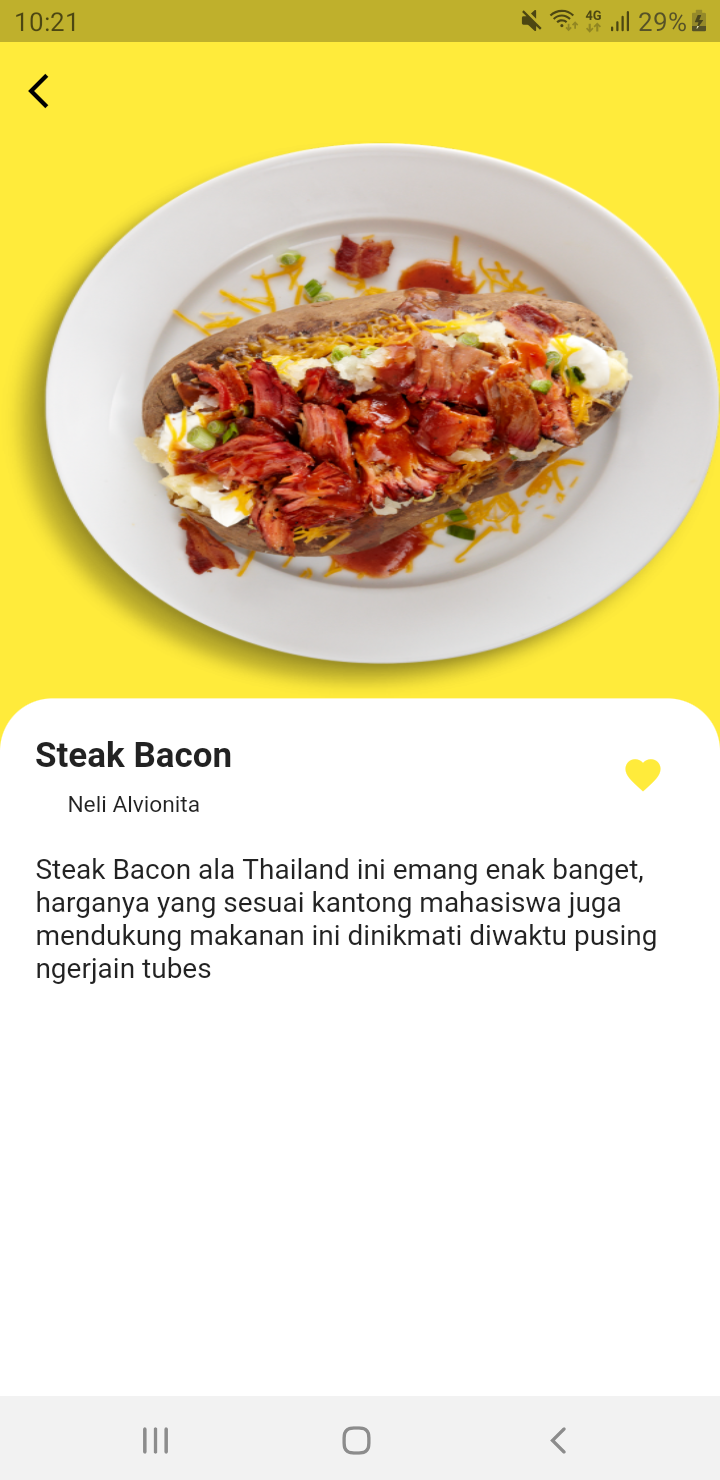 10:21
4G
29%
Steak Bacon
Neli Alvionita
Steak Bacon ala Thailand ini emang enak banget,
harganya yang sesuai kantong mahasiswa juga
mendukung makanan ini dinikmati diwaktu pusing
ngerjain tubes